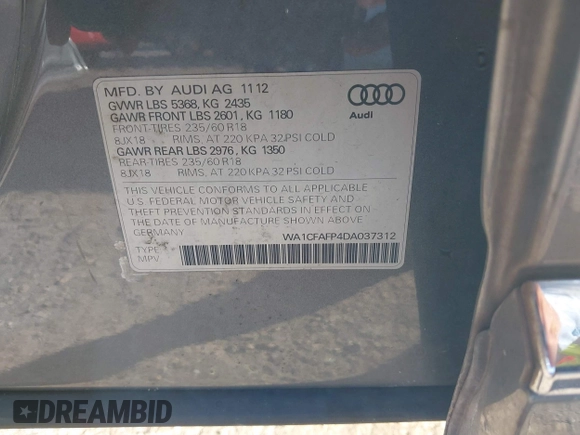 MFD. BY AUDI AG 11 12
GVWR LBS 5368, KG 2435
GAWR FRONT LBS 2601, KG 1180
FRONT-TIRES 235/60 R18
8JX18 RIMS, AT 220 KPA 32 PSI COLD
GAWR REAR LBS 2976, KG 1350
REAR-TIRES 235/60 R18
8JX18 RIMS, AT 220 KPA 32 PSI COLD
Audi
THIS VEHICLE CONFORMS TO ALL APPLICABLE
U.S. FEDERAL MOTOR VEHICLE SAFETY AND
THEFT PREVENTION STANDARDS IN EFFECT ON
THE DATE OF MANUFACTURE SHOWN ABOVE
GERMANY
WA1CFAFP4DA037312
TYPE
MPV
DREAMBID